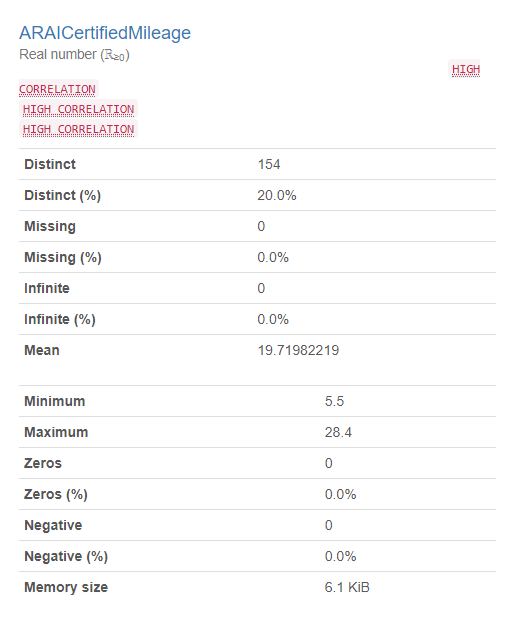 ARAICertifiedMileage
Real number (ℝ≥0)
HIGH
CORRELATION
HIGH CORRELATION
HIGH CORRELATION
Distinct 154
Distinct (%) 20.0%
Missing 0
Missing (%) 0.0%
Infinite 0
Infinite (%) 0.0%
Mean 19.71982219
Minimum 5.5
Maximum 28.4
Zeros 0
Zeros (%) 0.0%
Negative 0
Negative (%) 0.0%
Memory size 6.1 KiB